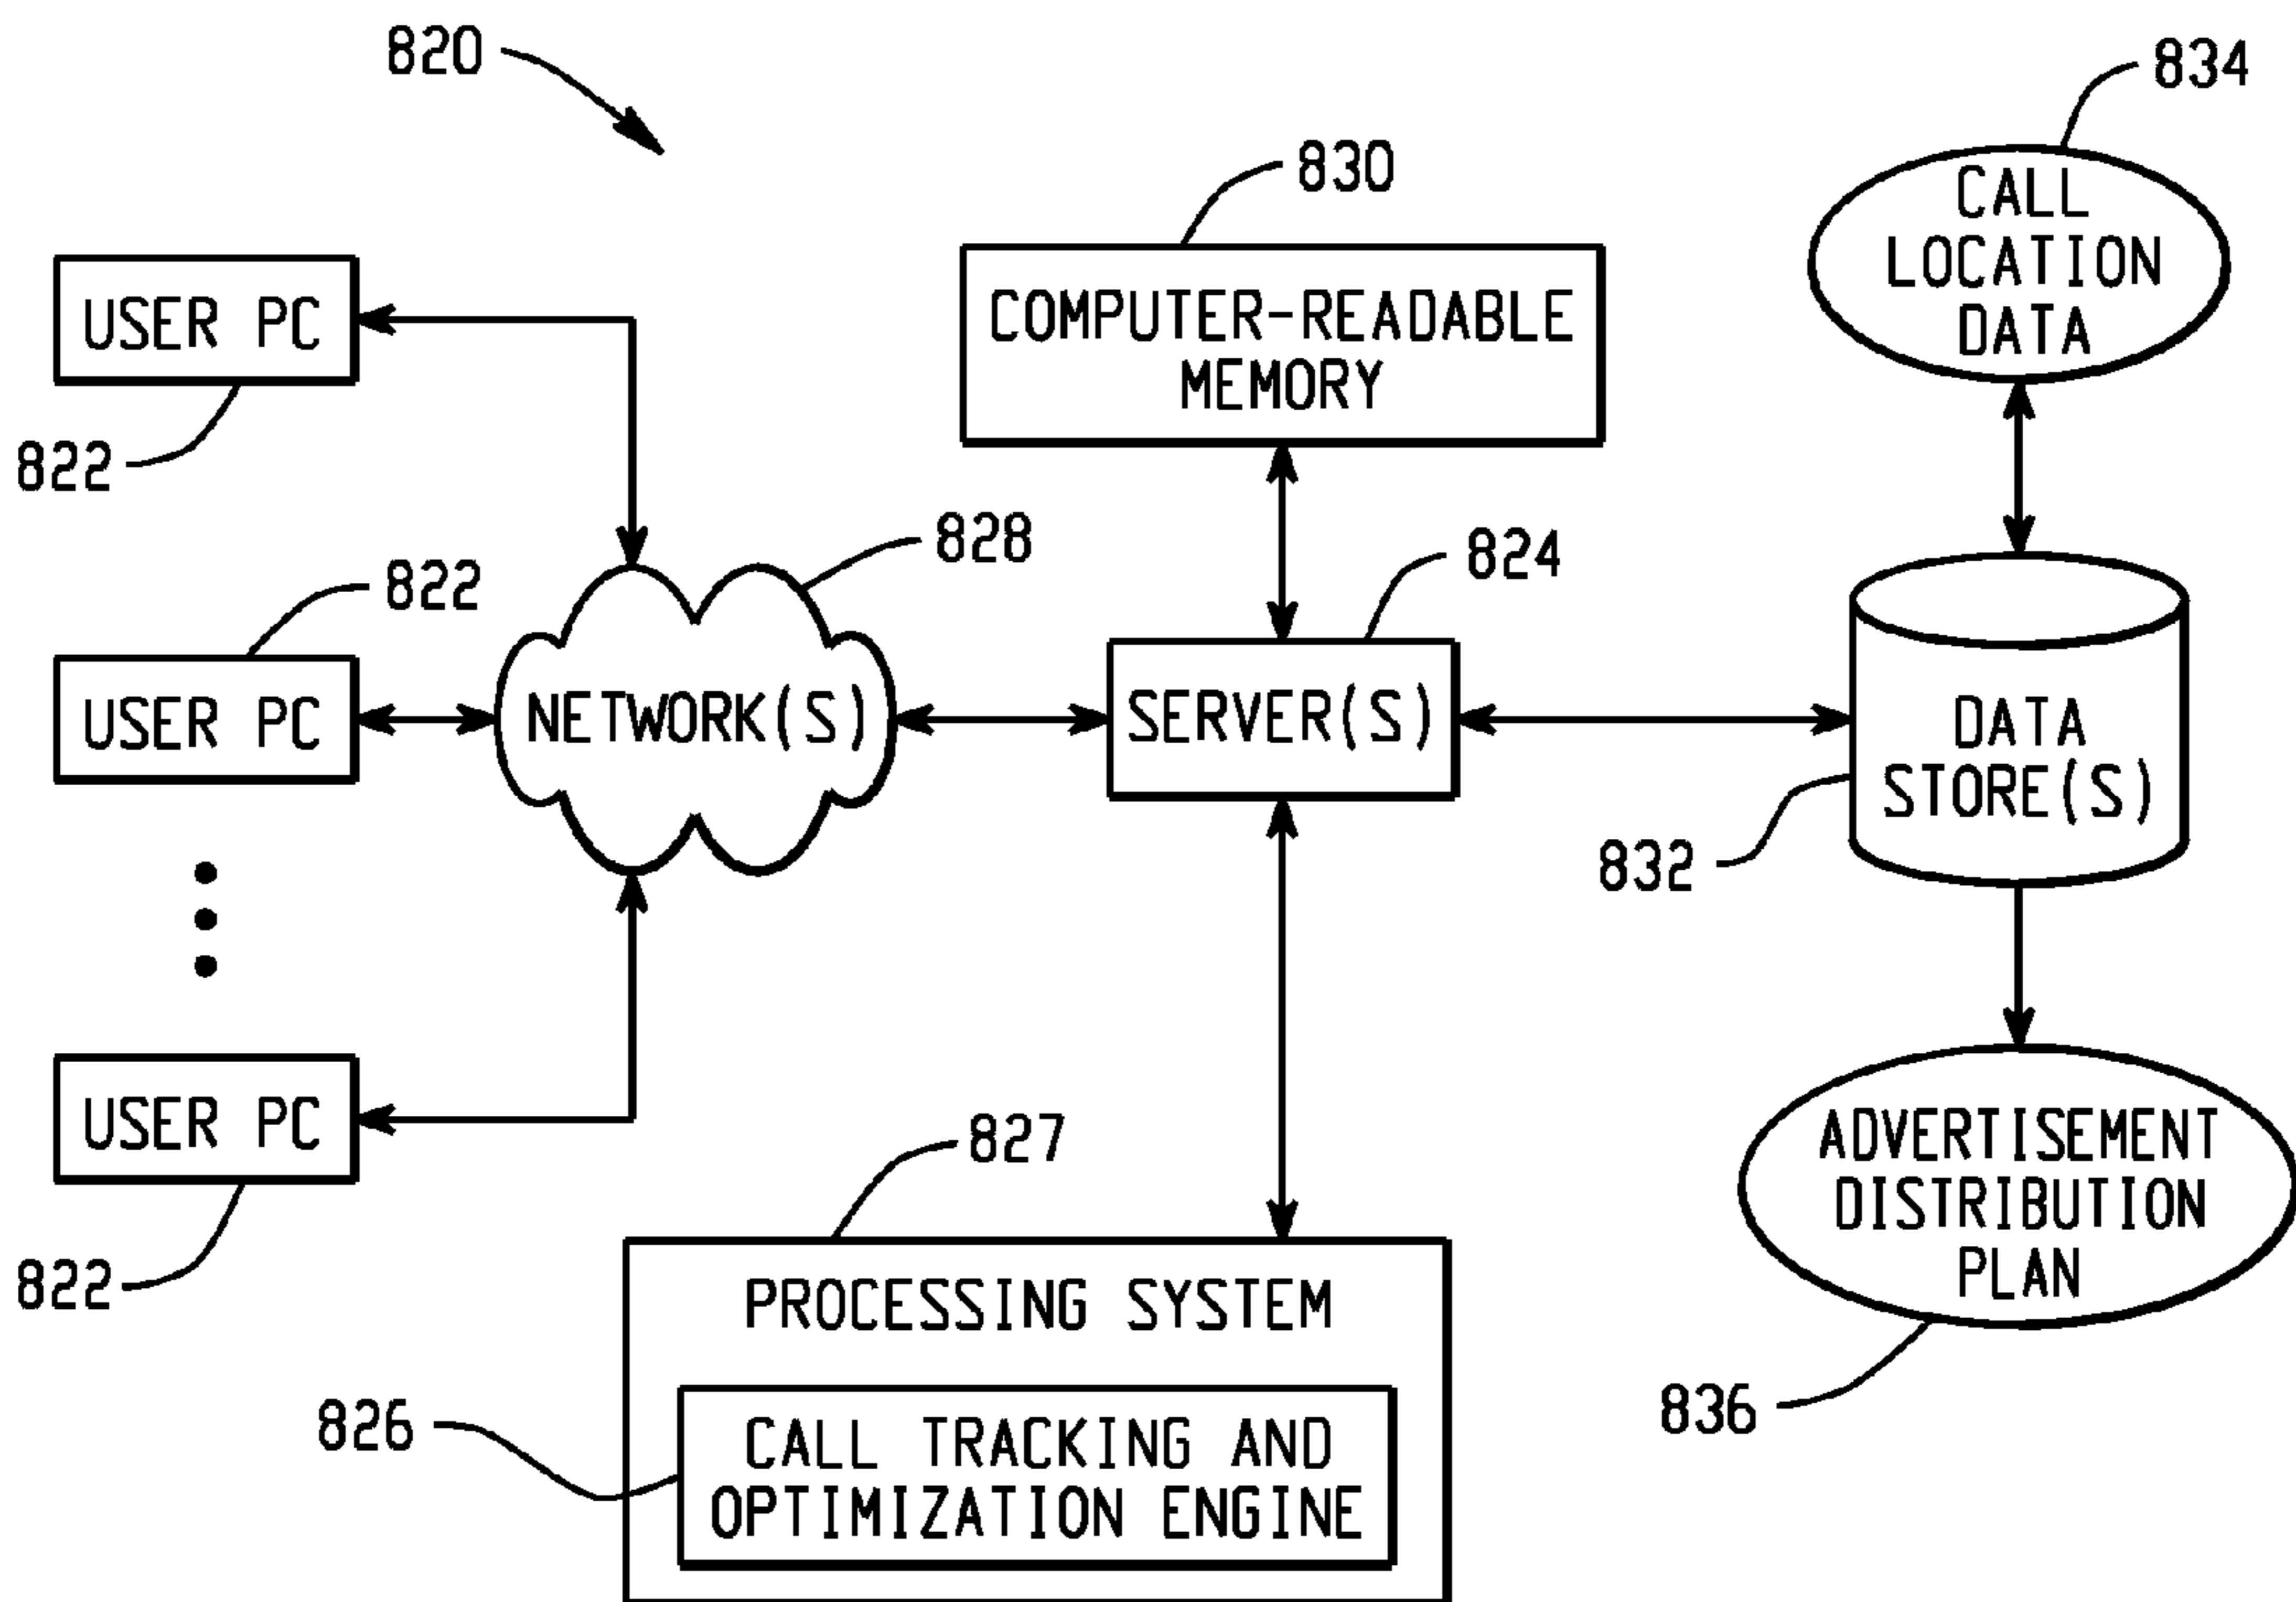 820
834
830
CALL
LOCATION
DATA
USER PC
COMPUTER-READABLE
MEMORY
822
828
824
822
USER PC
NETWORK(S)
SERVER(S)
DATA
STORE(S)
832
USER PC
827
ADVERTISEMENT
DISTRIBUTION
PLAN
822
PROCESSING SYSTEM
836
826
CALL TRACKING AND
OPTIMIZATION ENGINE